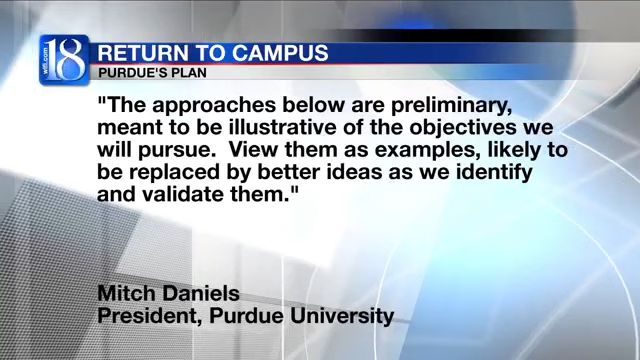 wlfi.com
18
RETURN TO CAMPUS
PURDUE'S PLAN
"The approaches below are preliminary,
meant to be illustrative of the objectives we
will pursue.  View them as examples, likely to
be replaced by better ideas as we identify
and validate them."
Mitch Daniels
President, Purdue University